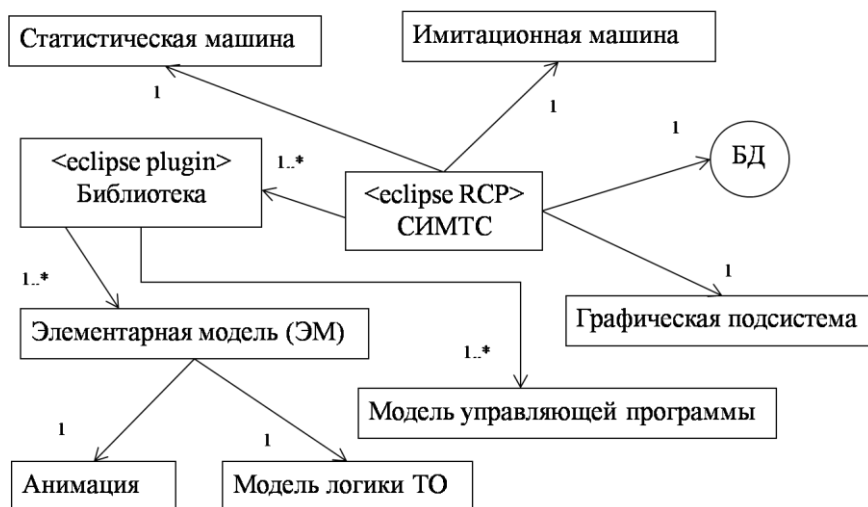 Статистическая машина
Имитационная машина
1
1
1
<eclipse plugin>
Библиотека
1..*
<eclipse RCP>
СИМТС
БД
1..*
1
Элементарная модель (ЭМ)
Графическая подсистема
1..*
Модель управляющей программы
1
1
Анимация
Модель логики ТО